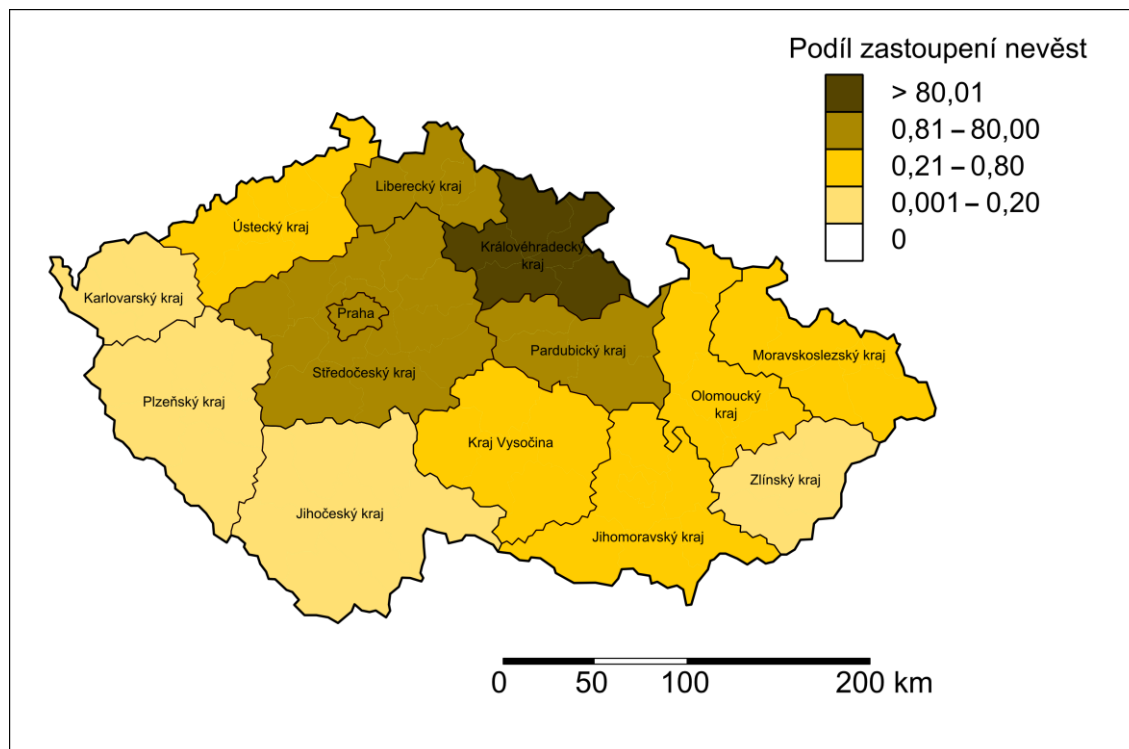 Podíl zastoupení nevěst
> 80,01
0,81 – 80,00
0,21 – 0,80
0,001 – 0,20
0
Liberecký kraj
Ústecký kraj
Královéhradecký
kraj
Karlovarský kraj
Praha
Pardubický kraj
Moravskoslezský kraj
Středočeský kraj
Plzeňský kraj
Olomoucký
kraj
Kraj Vysočina
Zlínský kraj
Jihočeský kraj
Jihomoravský kraj
0 50 100 200 km